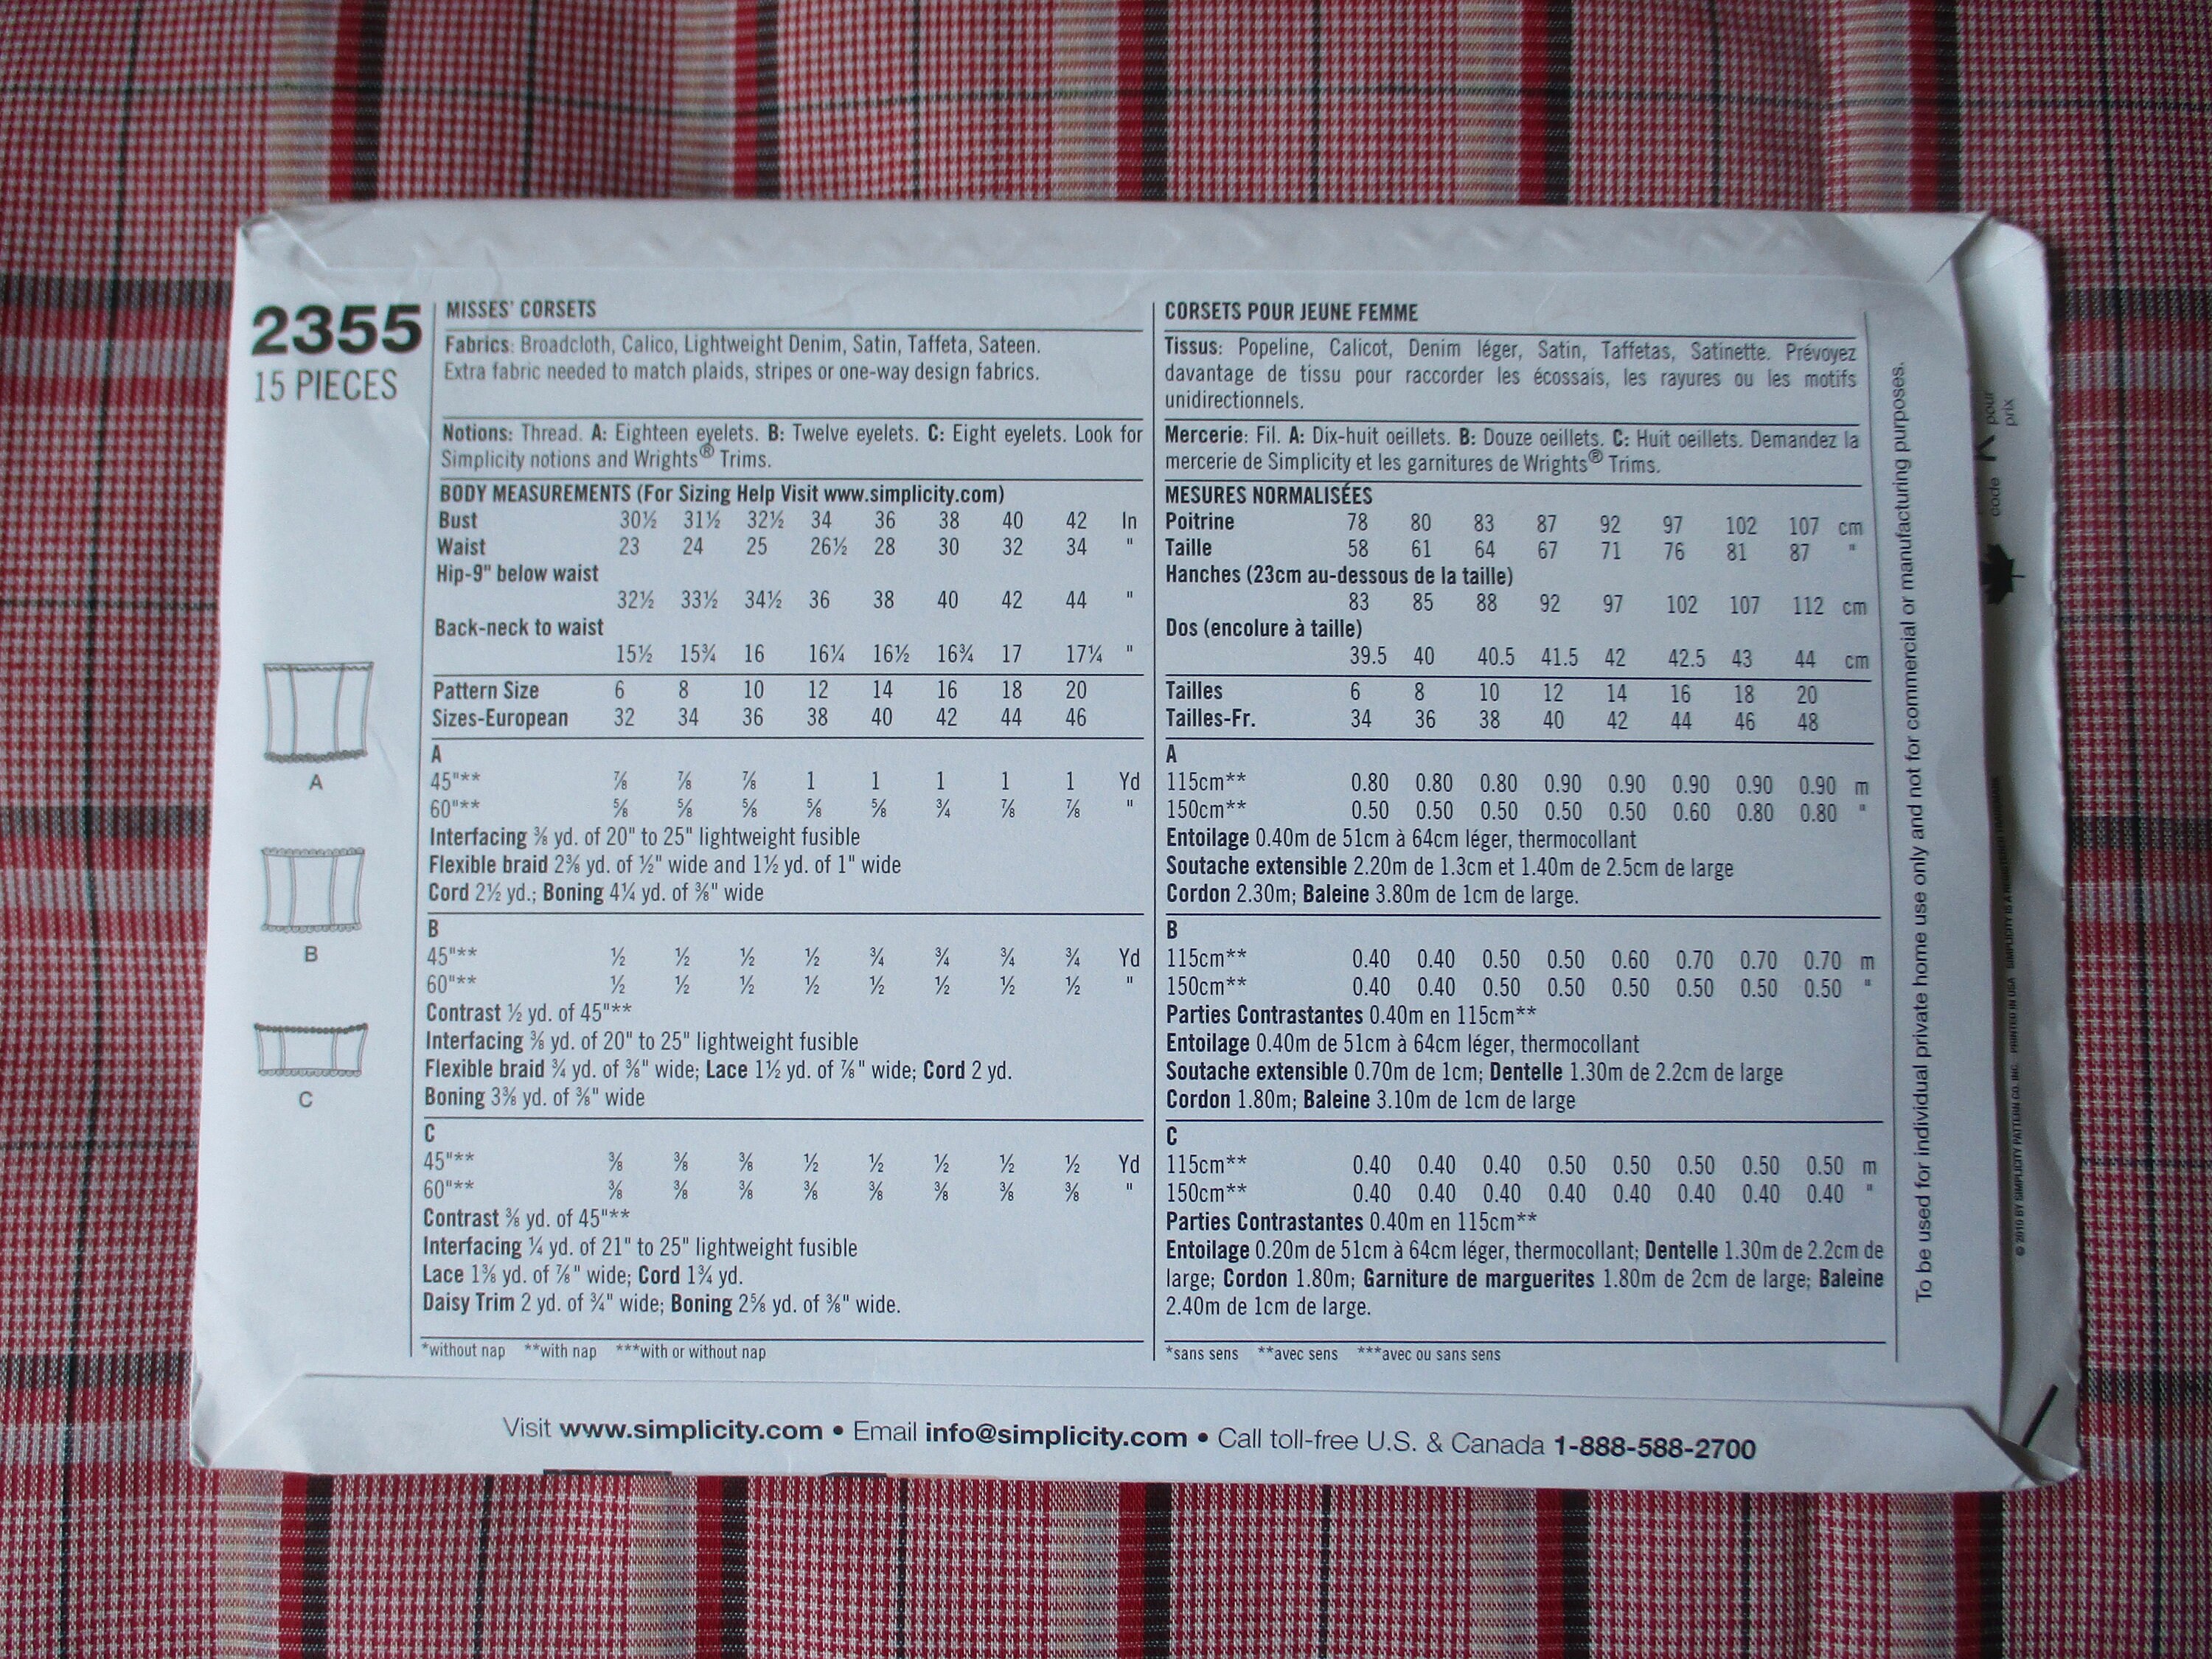 2355
15 PIECES
A
B
C
MISSES' CORSETS
Fabrics: Broadcloth, Calico, Lightweight Denim, Satin, Taffeta, Sateen.
Extra fabric needed to match plaids, stripes or one-way design fabrics.
Notions: Thread. A: Eighteen eyelets. B: Twelve eyelets. C: Eight eyelets. Look for
Simplicity notions and Wrights® Trims.
BODY MEASUREMENTS (For Sizing Help Visit www.simplicity.com)
Bust 30½ 31½ 32½ 34 36 38 40 42 In
Waist 23 24 25 26½ 28 30 32 34 "
Hip-9" below waist
32½ 33½ 34½ 36 38 40 42 44 "
Back-neck to waist
15½ 15¾ 16 16¼ 16½ 16¾ 17 17¼ "
Pattern Size 6 8 10 12 14 16 18 20
Sizes-European 32 34 36 38 40 42 44 46
A
45"** ⅞ ⅞ ⅞ 1 1 1 1 1 Yd
60"** ⅝ ⅝ ⅝ ⅝ ⅝ ¾ ⅞ ⅞ "
Interfacing ⅜ yd. of 20" to 25" lightweight fusible
Flexible braid 2⅜ yd. of ½" wide and 1½ yd. of 1" wide
Cord 2½ yd.; Boning 4¼ yd. of ⅜" wide
B
45"** ½ ½ ½ ½ ¾ ¾ ¾ ¾ Yd
60"** ½ ½ ½ ½ ½ ½ ½ ½ "
Contrast ½ yd. of 45"**
Interfacing ⅜ yd. of 20" to 25" lightweight fusible
Flexible braid ¾ yd. of ⅜" wide; Lace 1½ yd. of ⅞" wide; Cord 2 yd.
Boning 3⅜ yd. of ⅜" wide
C
45"** ⅜ ⅜ ⅜ ½ ½ ½ ½ ½ Yd
60"** ⅜ ⅜ ⅜ ⅜ ⅜ ⅜ ⅜ ⅜ "
Contrast ⅜ yd. of 45"**
Interfacing ¼ yd. of 21" to 25" lightweight fusible
Lace 1⅜ yd. of ⅞" wide; Cord 1¾ yd.
Daisy Trim 2 yd. of ¾" wide; Boning 2⅝ yd. of ⅜" wide.
*without nap **with nap ***with or without nap
CORSETS POUR JEUNE FEMME
Tissus: Popeline, Calicot, Denim léger, Satin, Taffetas, Satinette. Prévoyez
davantage de tissu pour raccorder les écossais, les rayures ou les motifs
unidirectionnels.
Mercerie: Fil. A: Dix-huit oeillets. B: Douze oeillets. C: Huit oeillets. Demandez la
mercerie de Simplicity et les garnitures de Wrights® Trims.
MESURES NORMALISÉES
Poitrine 78 80 83 87 92 97 102 107 cm
Taille 58 61 64 67 71 76 81 87 "
Hanches (23cm au-dessous de la taille)
83 85 88 92 97 102 107 112 cm
Dos (encolure à taille)
39.5 40 40.5 41.5 42 42.5 43 44 cm
Tailles 6 8 10 12 14 16 18 20
Tailles-Fr. 34 36 38 40 42 44 46 48
A
115cm** 0.80 0.80 0.80 0.90 0.90 0.90 0.90 0.90 m
150cm** 0.50 0.50 0.50 0.50 0.50 0.60 0.80 0.80 "
Entoilage 0.40m de 51cm à 64cm léger, thermocollant
Soutache extensible 2.20m de 1.3cm et 1.40m de 2.5cm de large
Cordon 2.30m; Baleine 3.80m de 1cm de large.
B
115cm** 0.40 0.40 0.50 0.50 0.60 0.70 0.70 0.70 m
150cm** 0.40 0.40 0.50 0.50 0.50 0.50 0.50 0.50 "
Parties Contrastantes 0.40m en 115cm**
Entoilage 0.40m de 51cm à 64cm léger, thermocollant
Soutache extensible 0.70m de 1cm; Dentelle 1.30m de 2.2cm de large
Cordon 1.80m; Baleine 3.10m de 1cm de large
C
115cm** 0.40 0.40 0.40 0.50 0.50 0.50 0.50 0.50 m
150cm** 0.40 0.40 0.40 0.40 0.40 0.40 0.40 0.40 "
Parties Contrastantes 0.40m en 115cm**
Entoilage 0.20m de 51cm à 64cm léger, thermocollant; Dentelle 1.30m de 2.2cm de
large; Cordon 1.80m; Garniture de marguerites 1.80m de 2cm de large; Baleine
2.40m de 1cm de large.
*sans sens **avec sens ***avec ou sans sens
To be used for individual private home use only and not for commercial or manufacturing purposes.
code K pour
prix
© 2010 BY SIMPLICITY PATTERN CO. INC. PRINTED IN USA
Visit www.simplicity.com • Email info@simplicity.com • Call toll-free U.S. & Canada 1-888-588-2700